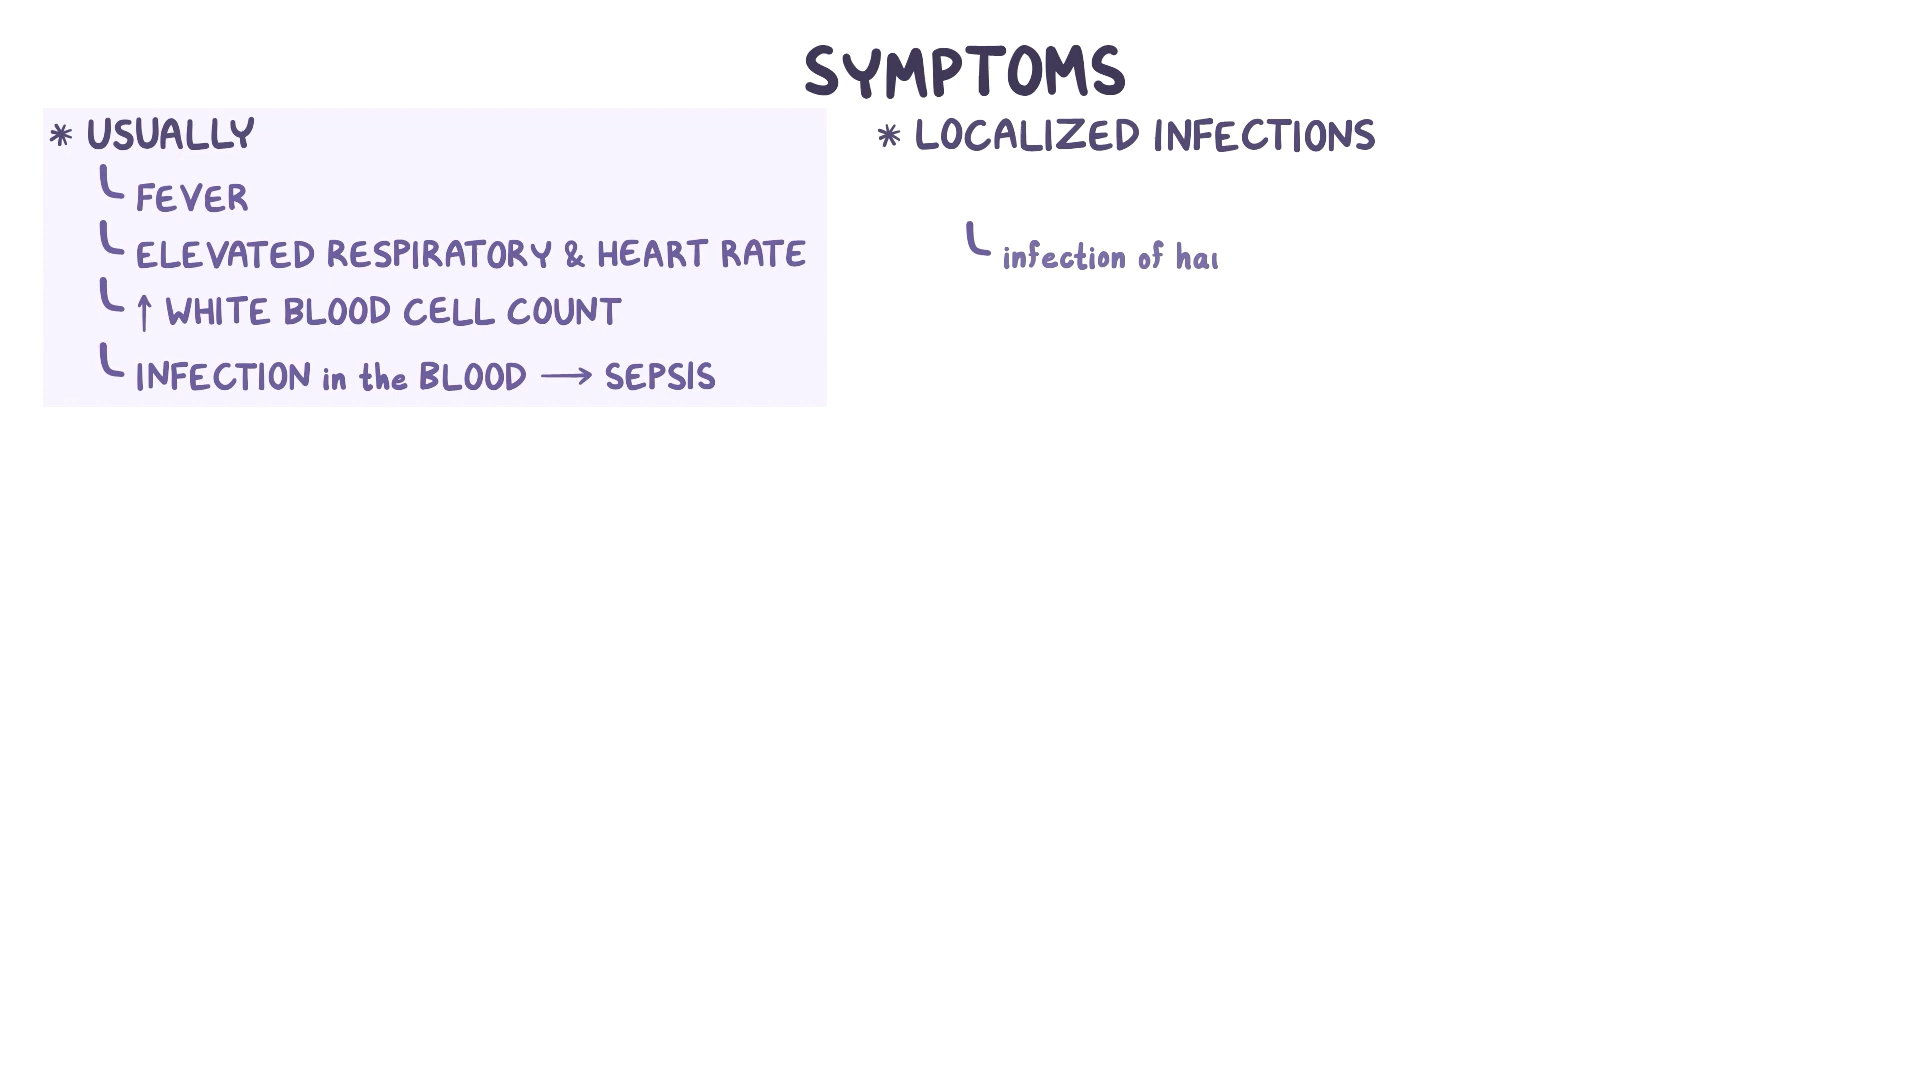 SYMPTOMS
* USUALLY
FEVER
ELEVATED RESPIRATORY & HEART RATE
↑ WHITE BLOOD CELL COUNT
INFECTION in the BLOOD → SEPSIS
* LOCALIZED INFECTIONS
infection of